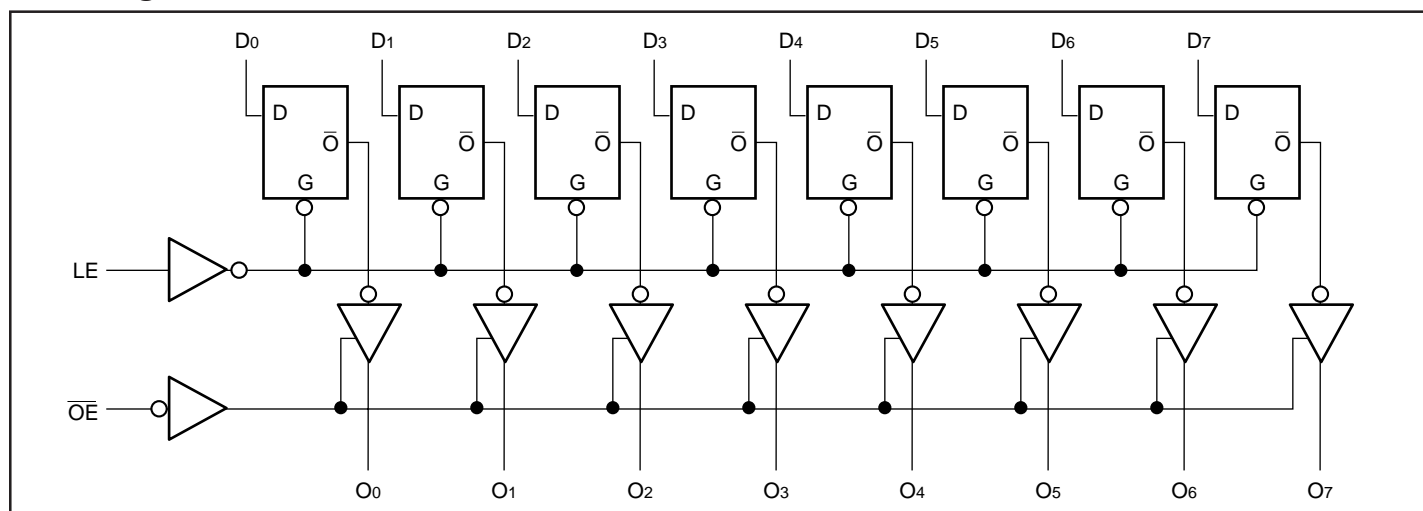 D0 D1 D2 D3 D4 D5 D6 D7
D D D D D D D D
O̅ O̅ O̅ O̅ O̅ O̅ O̅ O̅
G G G G G G G G
LE
O̅E̅
O0 O1 O2 O3 O4 O5 O6 O7